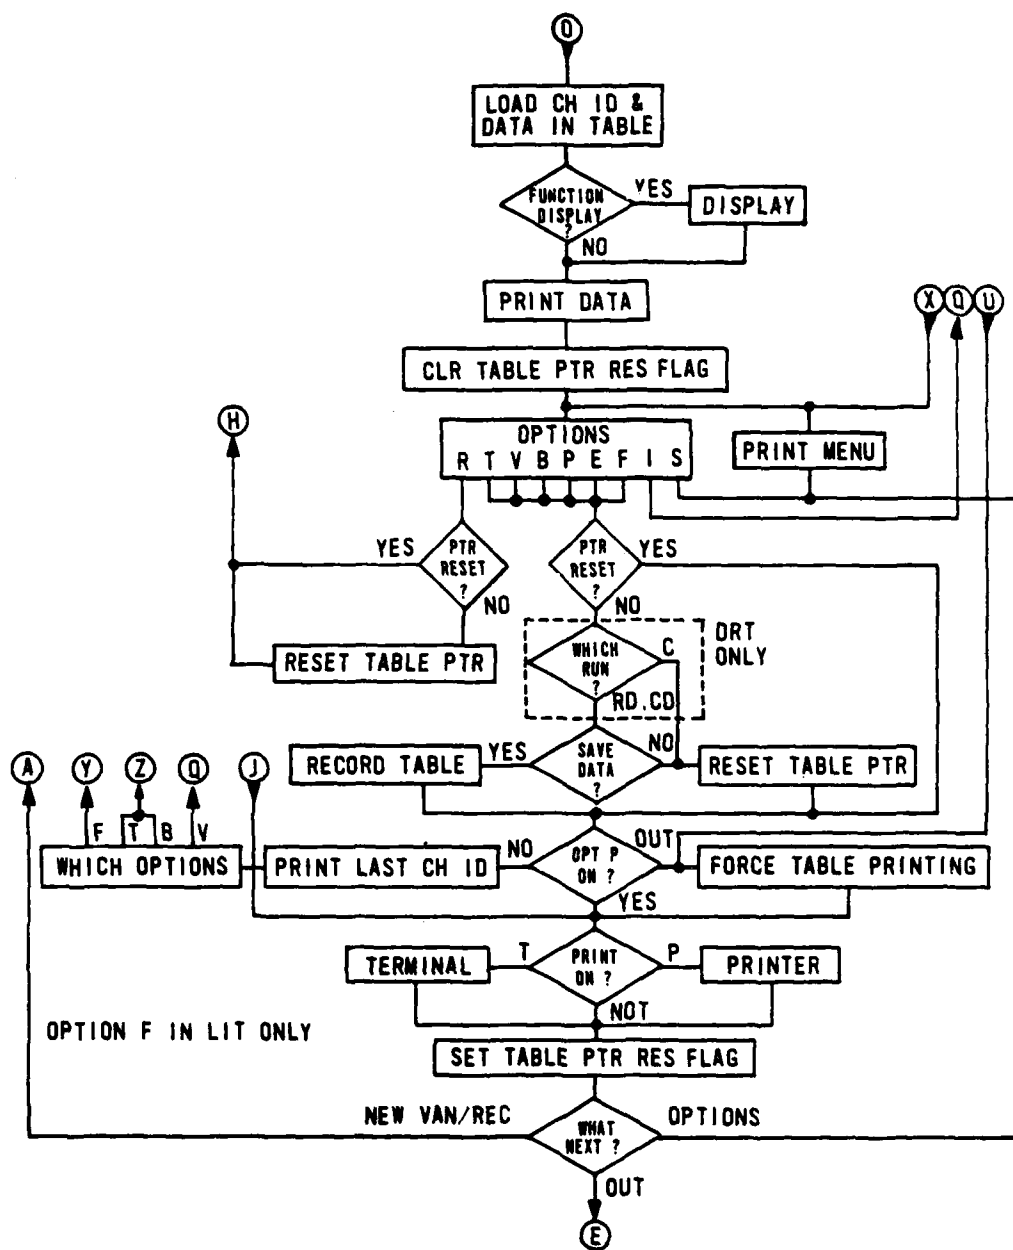 O
LOAD CH ID &
DATA IN TABLE
FUNCTION
DISPLAY
?
YES
DISPLAY
NO
PRINT DATA
X Q U
CLR TABLE PTR RES FLAG
H
OPTIONS
R T V B P E F I S
PRINT MENU
YES
PTR
RESET
?
NO
PTR
RESET
?
YES
NO
RESET TABLE PTR
WHICH
RUN
?
C
RD.CD
DRT
ONLY
A Y Z Q J
RECORD TABLE
YES
SAVE
DATA
?
NO
RESET TABLE PTR
F T B V
WHICH OPTIONS
PRINT LAST CH ID
NO
OPT P
ON ?
OUT
FORCE TABLE PRINTING
YES
TERMINAL
T
PRINT
ON ?
P
PRINTER
NOT
OPTION F IN LIT ONLY
SET TABLE PTR RES FLAG
NEW VAN/REC
WHAT
NEXT ?
OPTIONS
OUT
E